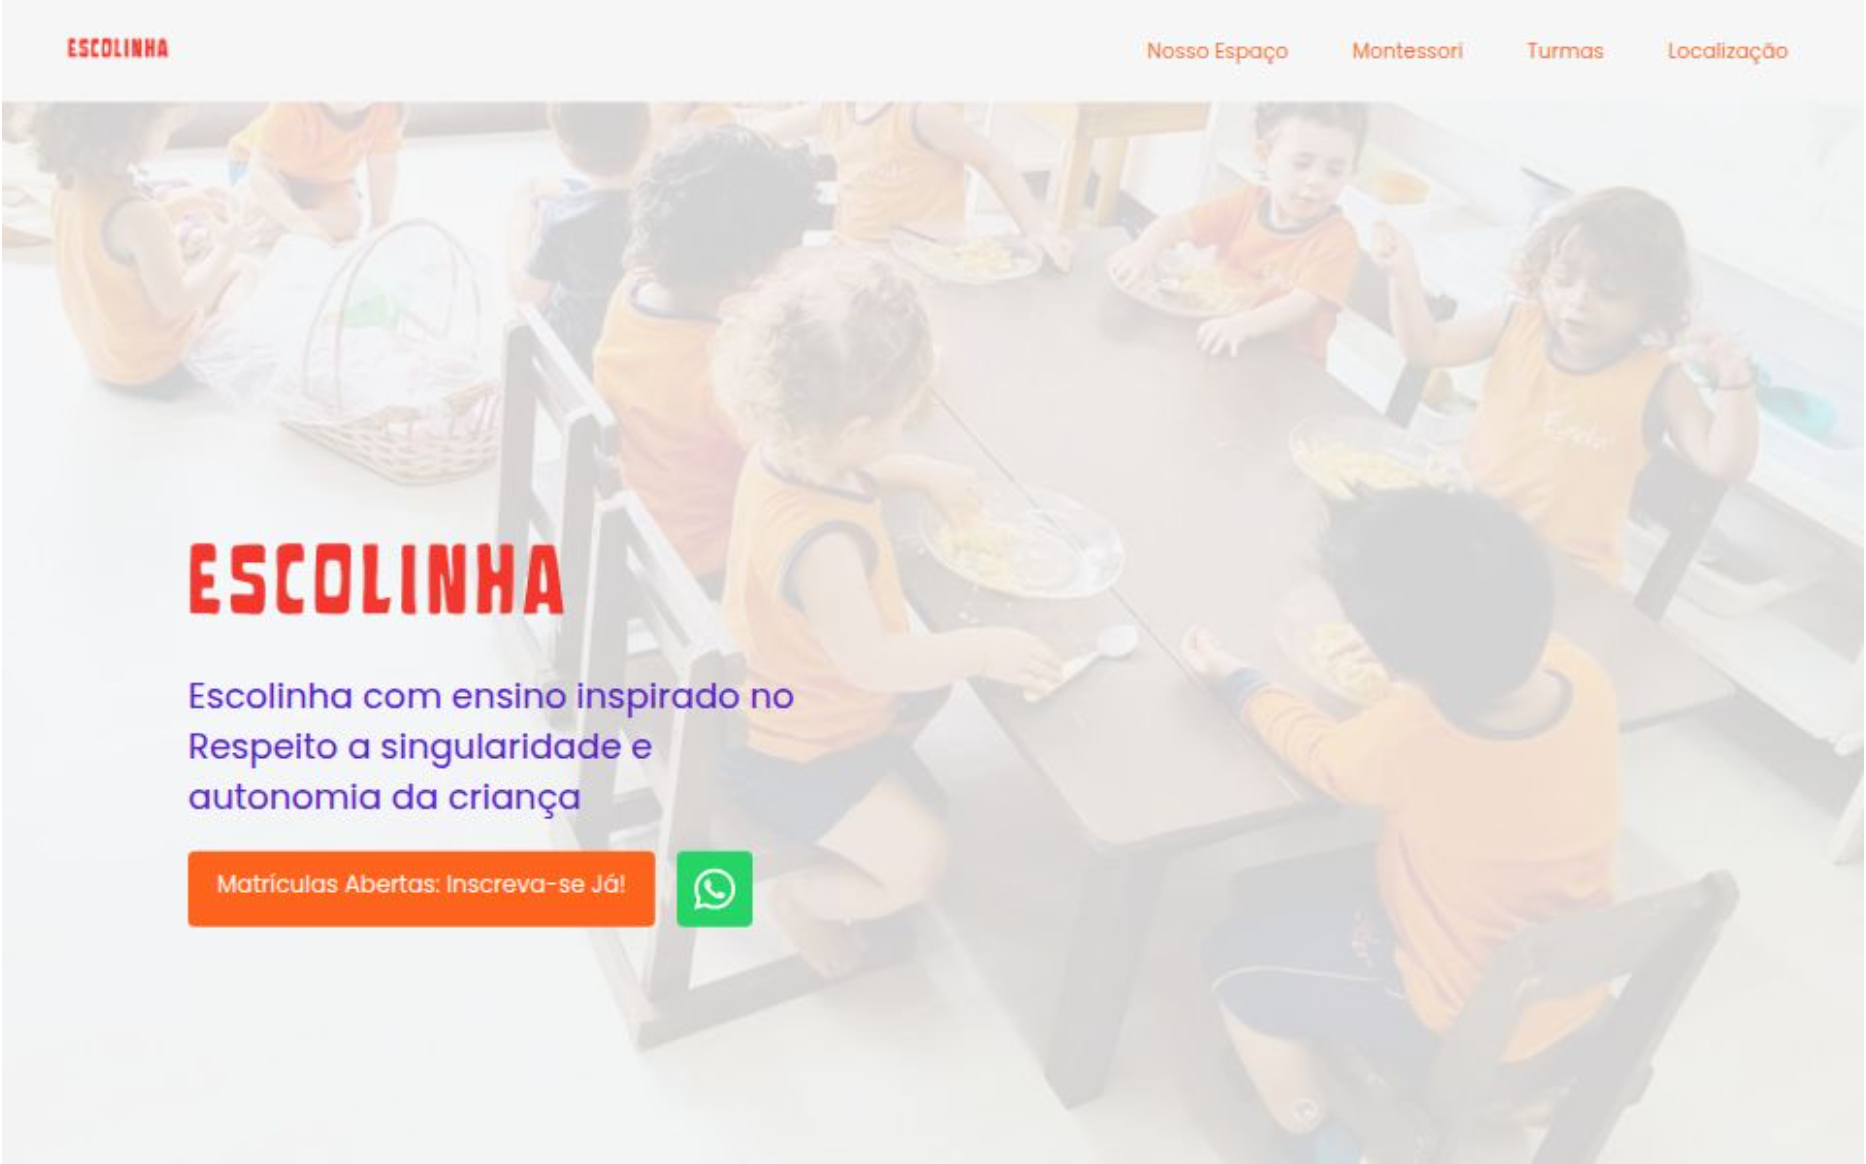 ESCOLINHA
Nosso Espaço
Montessori
Turmas
Localização
ESCOLINHA
Escolinha com ensino inspirado no
Respeito a singularidade e
autonomia da criança
Matrículas Abertas: Inscreva-se Já!